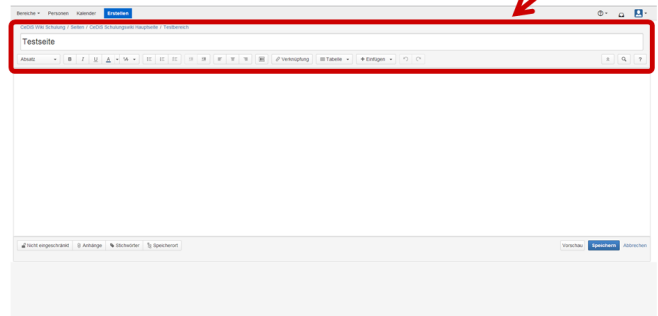 Bereiche Personen Kalender Erstellen
CeDiS Wiki Schulung / Seiten / CeDiS Schulungswiki Hauptseite / Testbereich
Testseite
Absatz B I U A Verknüpfung Tabelle + Einfügen ?
Nicht eingeschränkt Anhänge Stichwörter Speicherort Vorschau Speichern Abbrechen